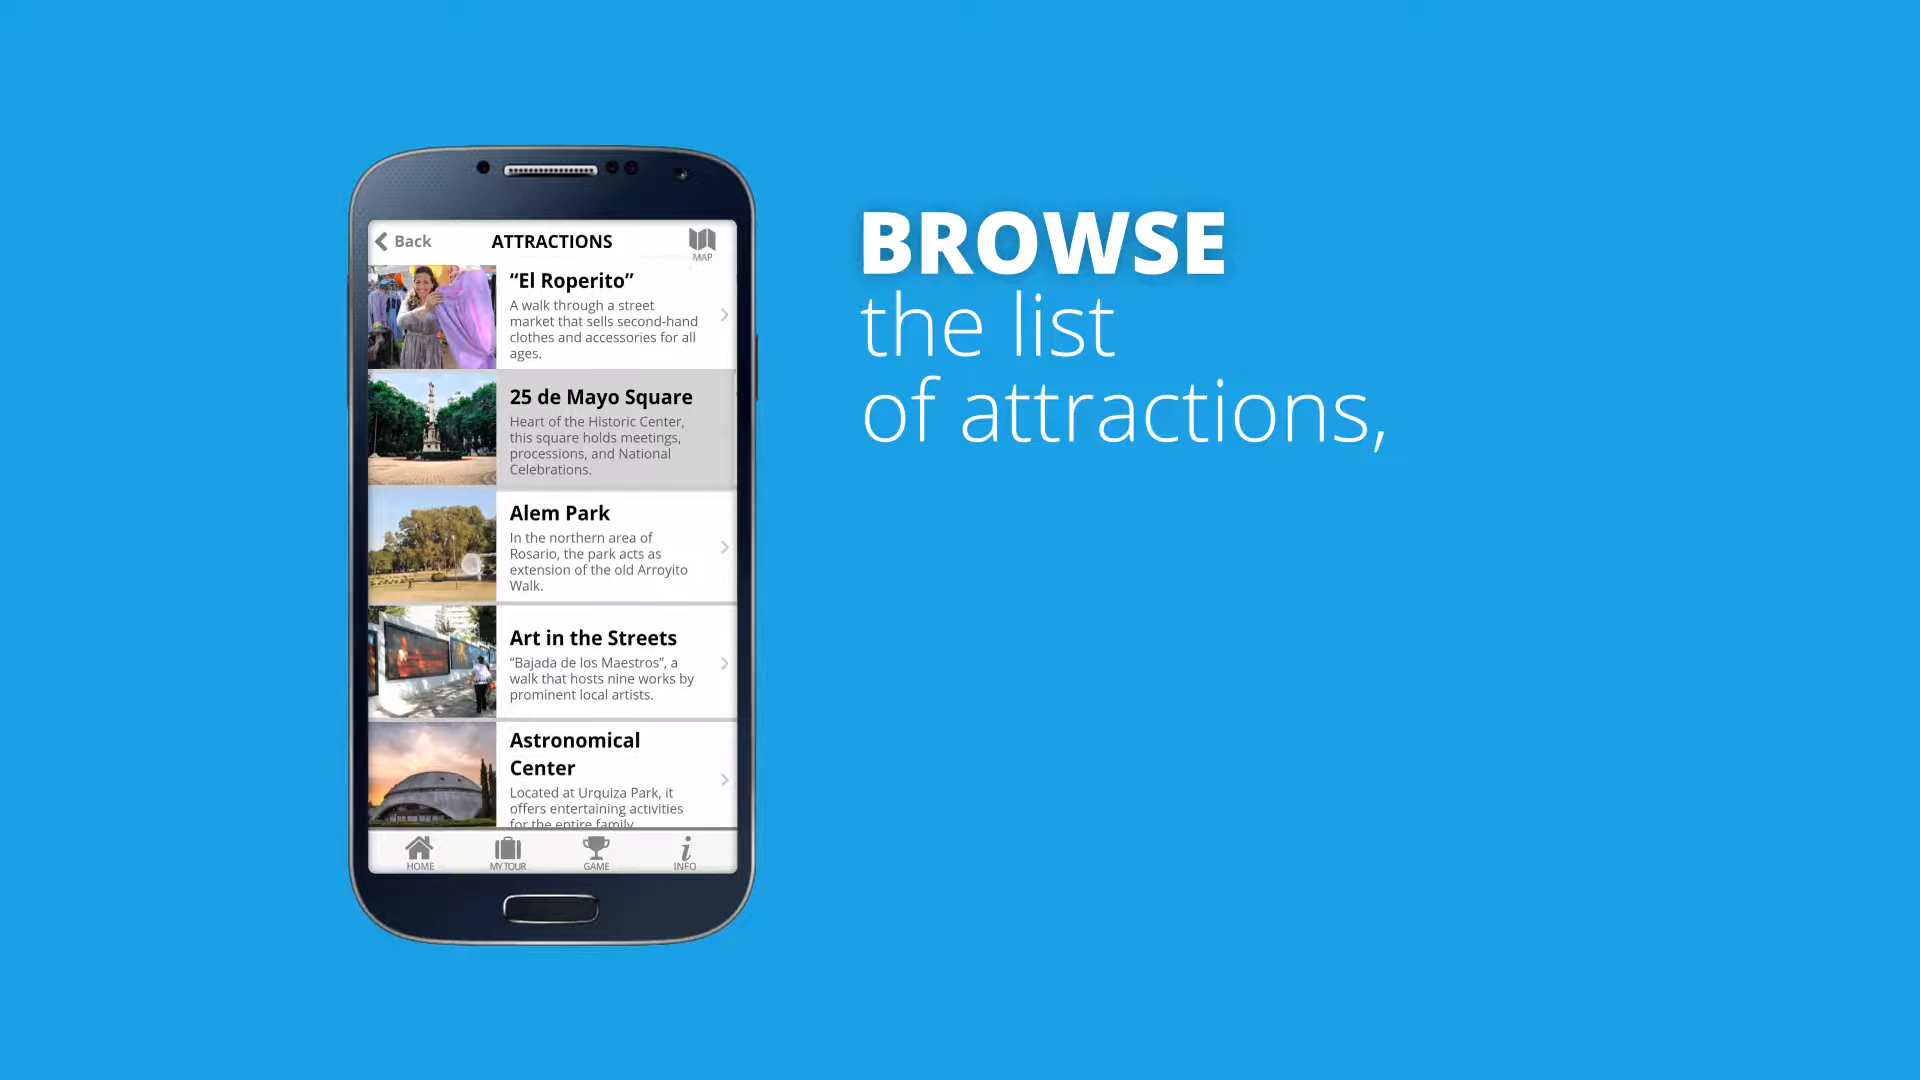 Back
ATTRACTIONS
MAP
“El Roperito”
A walk through a street
market that sells second-hand
clothes and accessories for all
ages.
25 de Mayo Square
Heart of the Historic Center,
this square holds meetings,
processions, and National
Celebrations.
Alem Park
In the northern area of
Rosario, the park acts as
extension of the old Arroyito
Walk.
Art in the Streets
“Bajada de los Maestros”, a
walk that hosts nine works by
prominent local artists.
Astronomical
Center
Located at Urquiza Park, it
offers entertaining activities
for the entire family
HOME
MY TOUR
GAME
INFO
BROWSE
the list
of attractions,